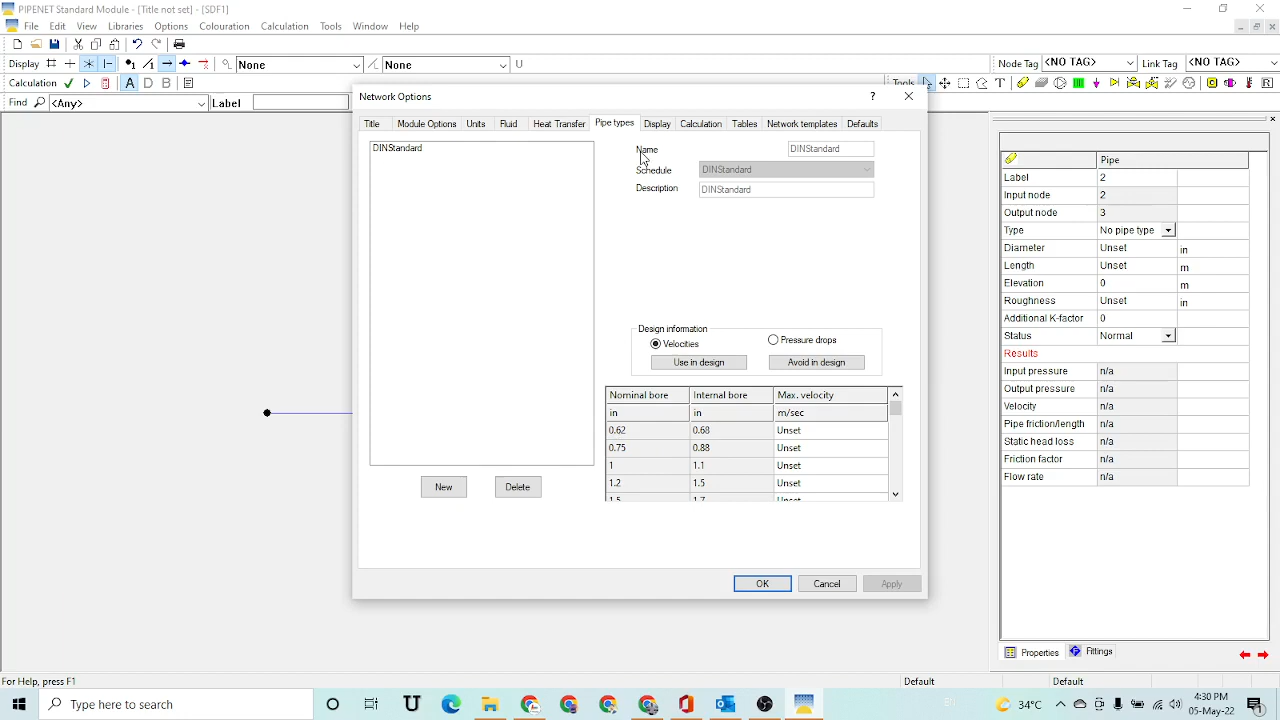 PIPENET Standard Module - [Title not set] - [SDF1]
File Edit View Libraries Options Colouration Calculation Tools Window Help
Display None None U Node Tag <NO TAG> Link Tag <NO TAG>
Calculation A D B Tools T R
Find <Any> Label
Network Options ?
Title Module Options Units Fluid Heat Transfer Pipe types Display Calculation Tables Network templates Defaults
DINStandard
Name DINStandard
Schedule DINStandard
Description DINStandard
Design information
Velocities Pressure drops
Use in design Avoid in design
Nominal bore Internal bore Max. velocity
in in m/sec
0.62 0.68 Unset
0.75 0.88 Unset
1 1.1 Unset
1.2 1.5 Unset
1.5 1.7 Unset
New Delete
OK Cancel Apply
Pipe
Label 2
Input node 2
Output node 3
Type No pipe type
Diameter Unset in
Length Unset m
Elevation 0 m
Roughness Unset in
Additional K-factor 0
Status Normal
Results
Input pressure n/a
Output pressure n/a
Velocity n/a
Pipe friction/length n/a
Static head loss n/a
Friction factor n/a
Flow rate n/a
Properties Fittings
For Help, press F1 Default Default
Type here to search U 34°C 4:30 PM
05-May-22